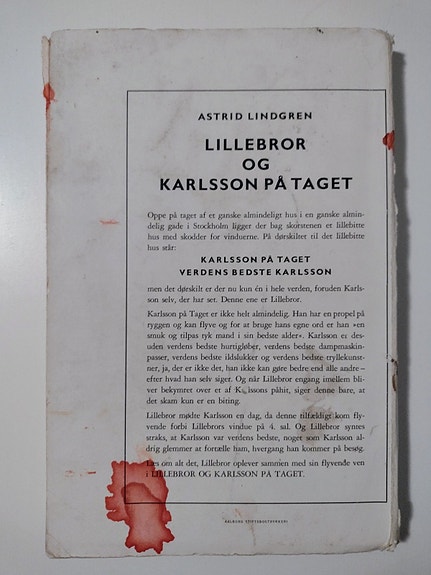 ASTRID LINDGREN
LILLEBROR
OG
KARLSSON PÅ TAGET
Oppe på taget af et ganske almindeligt hus i en ganske almin-
delig gade i Stockholm ligger der bag skorstenen et lillebitte
hus med skodder for vinduerne. På dørskiltet til det lillebitte
hus står:
KARLSSON PÅ TAGET
VERDENS BEDSTE KARLSSON
men det dørskilt er der nu kun én i hele verden, foruden Karls-
son selv, der har set. Denne ene er Lillebror.
Karlsson på Taget er ikke helt almindelig. Han har en propel på
ryggen og kan flyve og for at bruge hans egne ord er han »en
smuk og tilpas tyk mand i sin bedste alder«. Karlsson er des-
uden verdens bedste hurtigløber, verdens bedste dampmaskin-
passer, verdens bedste ildslukker og verdens bedste tryllekunst-
ner, ja, der er ikke det, han ikke kan gøre bedre end alle andre –
efter hvad han selv siger. Og når Lillebror engang imellem bli-
ver bekymret over et af Karlssons påhit, siger denne bare, at
det skam kun er en biting.
Lillebror mødte Karlsson en dag, da denne tilfældigt kom fly-
vende forbi Lillebrors vindue på 4. sal. Og Lillebror syntes
straks, at Karlsson var verdens bedste, noget som Karlsson al-
drig glemmer at fortælle ham, hvergang han kommer på besøg.
Læs om alt det, Lillebror oplever sammen med sin flyvende ven
i LILLEBROR OG KARLSSON PÅ TAGET.
AALBORG STIFTSBOGTRYKKERI